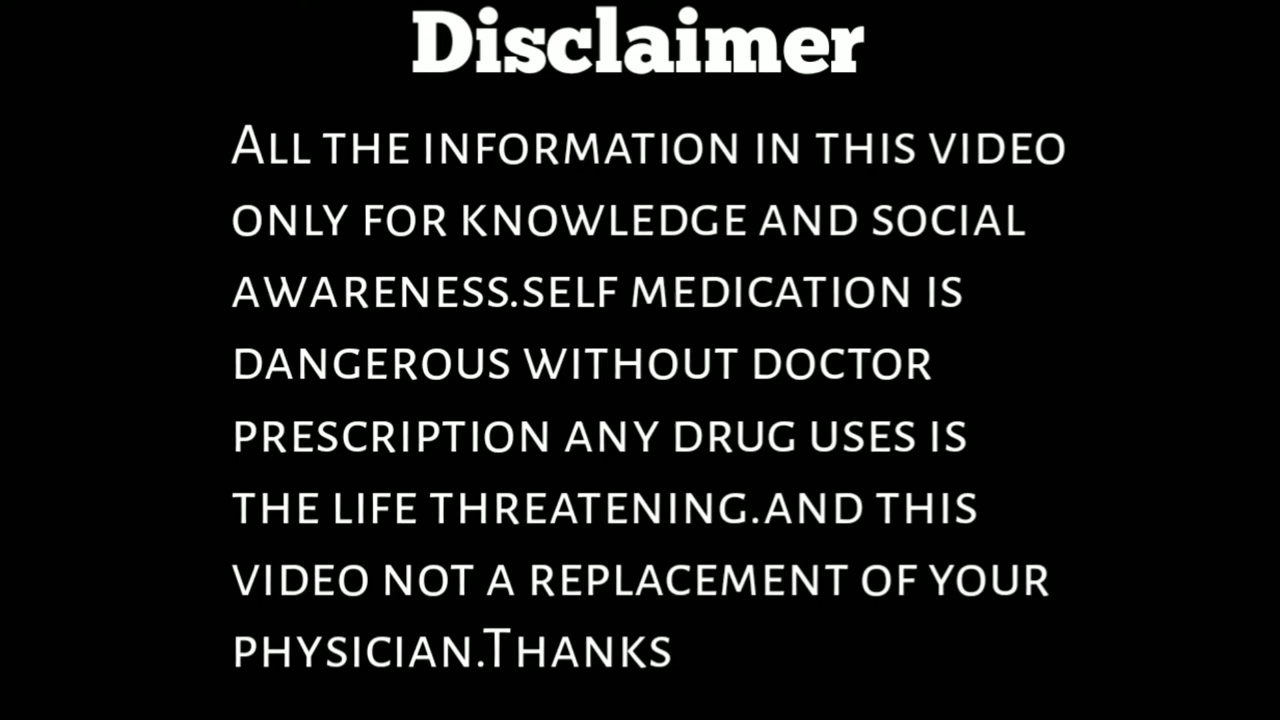 Disclaimer
All the information in this video
only for knowledge and social
awareness.self medication is
dangerous without doctor
prescription any drug uses is
the life threatening.and this
video not a replacement of your
physician.Thanks